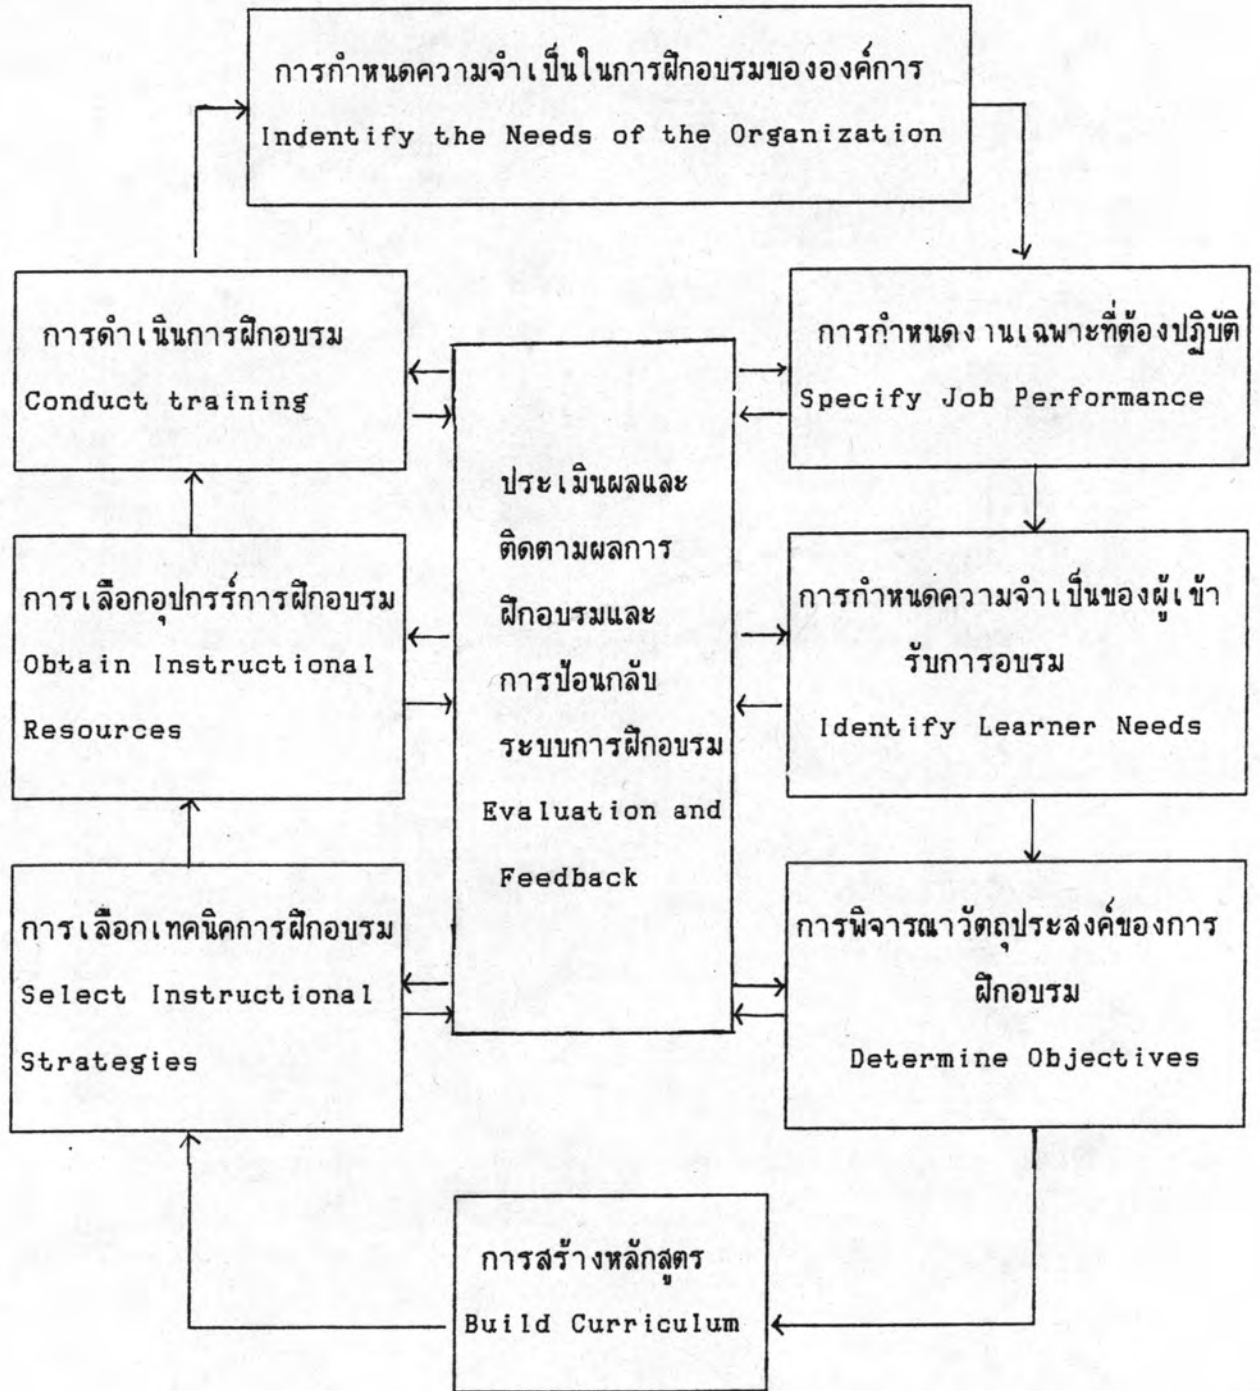 การกำหนดความจำเป็นในการฝึกอบรมขององค์การ
Indentify the Needs of the Organization
การดำเนินการฝึกอบรม
Conduct training
การกำหนดงานเฉพาะที่ต้องปฏิบัติ
Specify Job Performance
ประเมินผลและ
ติดตามผลการ
ฝึกอบรมและ
การป้อนกลับ
ระบบการฝึกอบรม
Evaluation and
Feedback
การเลือกอุปกรร์การฝึกอบรม
Obtain Instructional
Resources
การกำหนดความจำเป็นของผู้เข้า
รับการอบรม
Identify Learner Needs
การเลือกเทคนิคการฝึกอบรม
Select Instructional
Strategies
การพิจารณาวัตถุประสงค์ของการ
ฝึกอบรม
Determine Objectives
การสร้างหลักสูตร
Build Curriculum